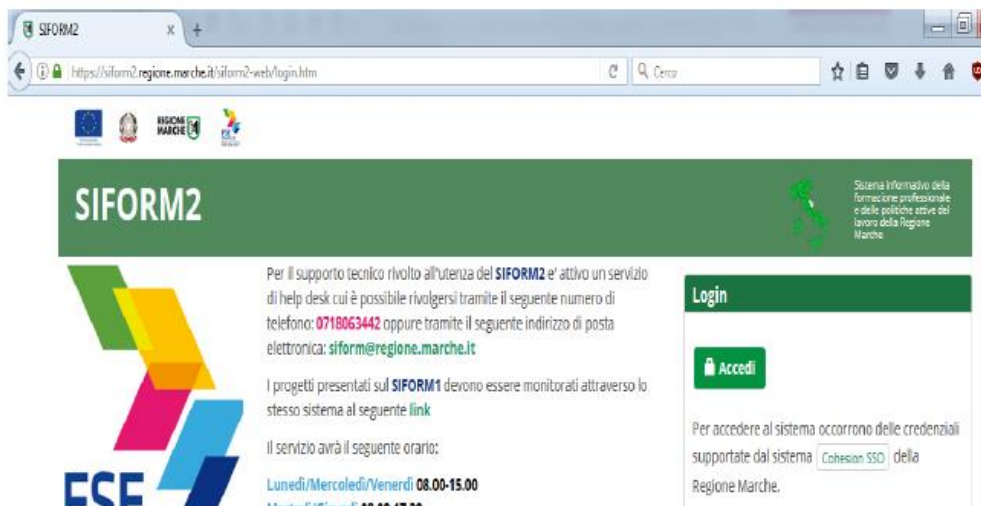 SIFORM2
https://siform2.regione.marche.it/siform2-web/login.htm
Cerca
REGIONE
MARCHE
SIFORM2
Sistema Informativo della
formazione professionale
e delle politiche attive del
lavoro della Regione
Marche
Per il supporto tecnico rivolto all'utenza del SIFORM2 e' attivo un servizio
di help desk cui è possibile rivolgersi tramite il seguente numero di
telefono: 0718063442 oppure tramite il seguente indirizzo di posta
elettronica: siform@regione.marche.it
I progetti presentati sul SIFORM1 devono essere monitorati attraverso lo
stesso sistema al seguente link
Il servizio avrà il seguente orario:
Lunedì/Mercoledì/Venerdì 08.00-15.00
FSE
Login
Accedi
Per accedere al sistema occorrono delle credenziali
supportate dal sistema Cohesion SSO della
Regione Marche.